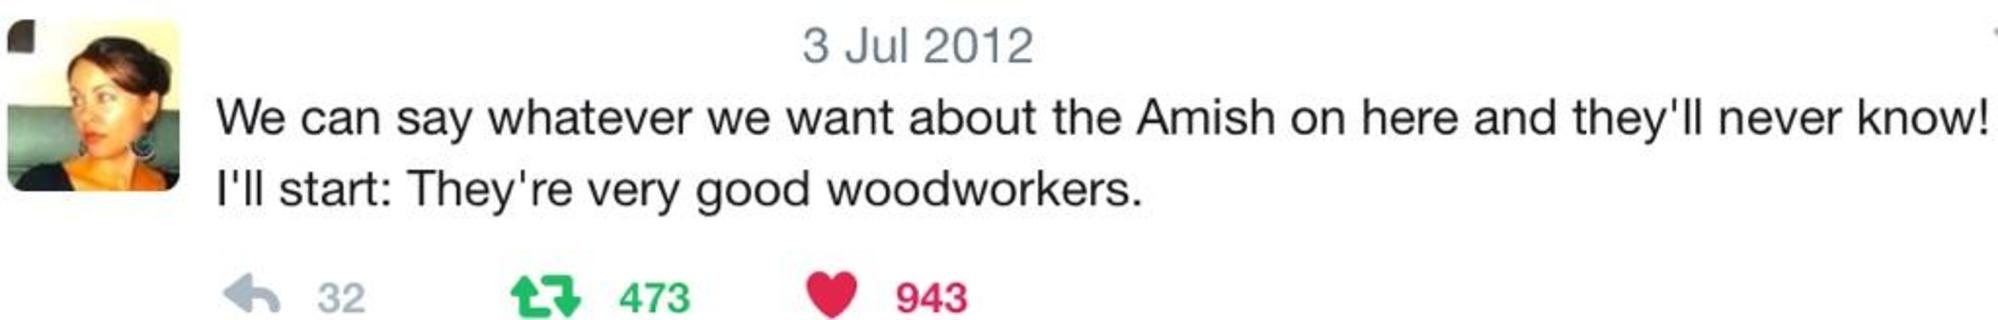 3 Jul 2012
We can say whatever we want about the Amish on here and they'll never know!
I'll start: They're very good woodworkers.
32 473 943